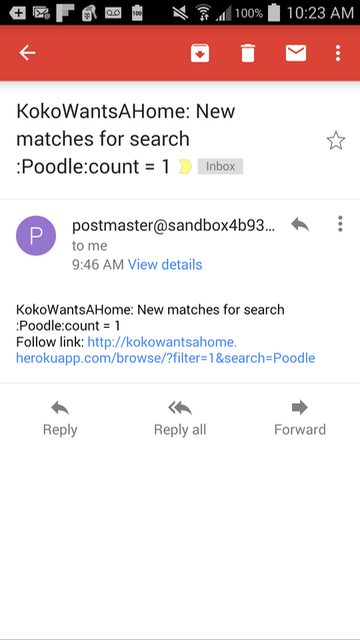 100% 10:23 AM
KokoWantsAHome: New
matches for search
:Poodle:count = 1 Inbox
P postmaster@sandbox4b93...
to me
9:46 AM View details
KokoWantsAHome: New matches for search
:Poodle:count = 1
Follow link: http://kokowantsahome.
herokuapp.com/browse/?filter=1&search=Poodle
Reply Reply all Forward